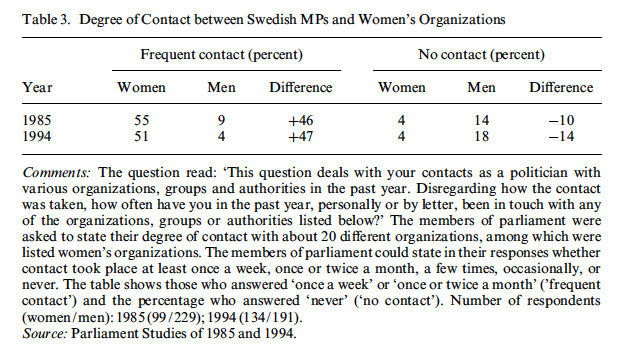 Table 3. Degree of Contact between Swedish MPs and Women's Organizations
Frequent contact (percent) No contact (percent)
Year Women Men Difference Women Men Difference
1985 55 9 +46 4 14 −10
1994 51 4 +47 4 18 −14
Comments: The question read: 'This question deals with your contacts as a politician with
various organizations, groups and authorities in the past year. Disregarding how the contact
was taken, how often have you in the past year, personally or by letter, been in touch with any
of the organizations, groups or authorities listed below?' The members of parliament were
asked to state their degree of contact with about 20 different organizations, among which were
listed women's organizations. The members of parliament could state in their responses whether
contact took place at least once a week, once or twice a month, a few times, occasionally, or
never. The table shows those who answered 'once a week' or 'once or twice a month' ('frequent
contact') and the percentage who answered 'never' ('no contact'). Number of respondents
(women/men): 1985 (99/229); 1994 (134/191).
Source: Parliament Studies of 1985 and 1994.